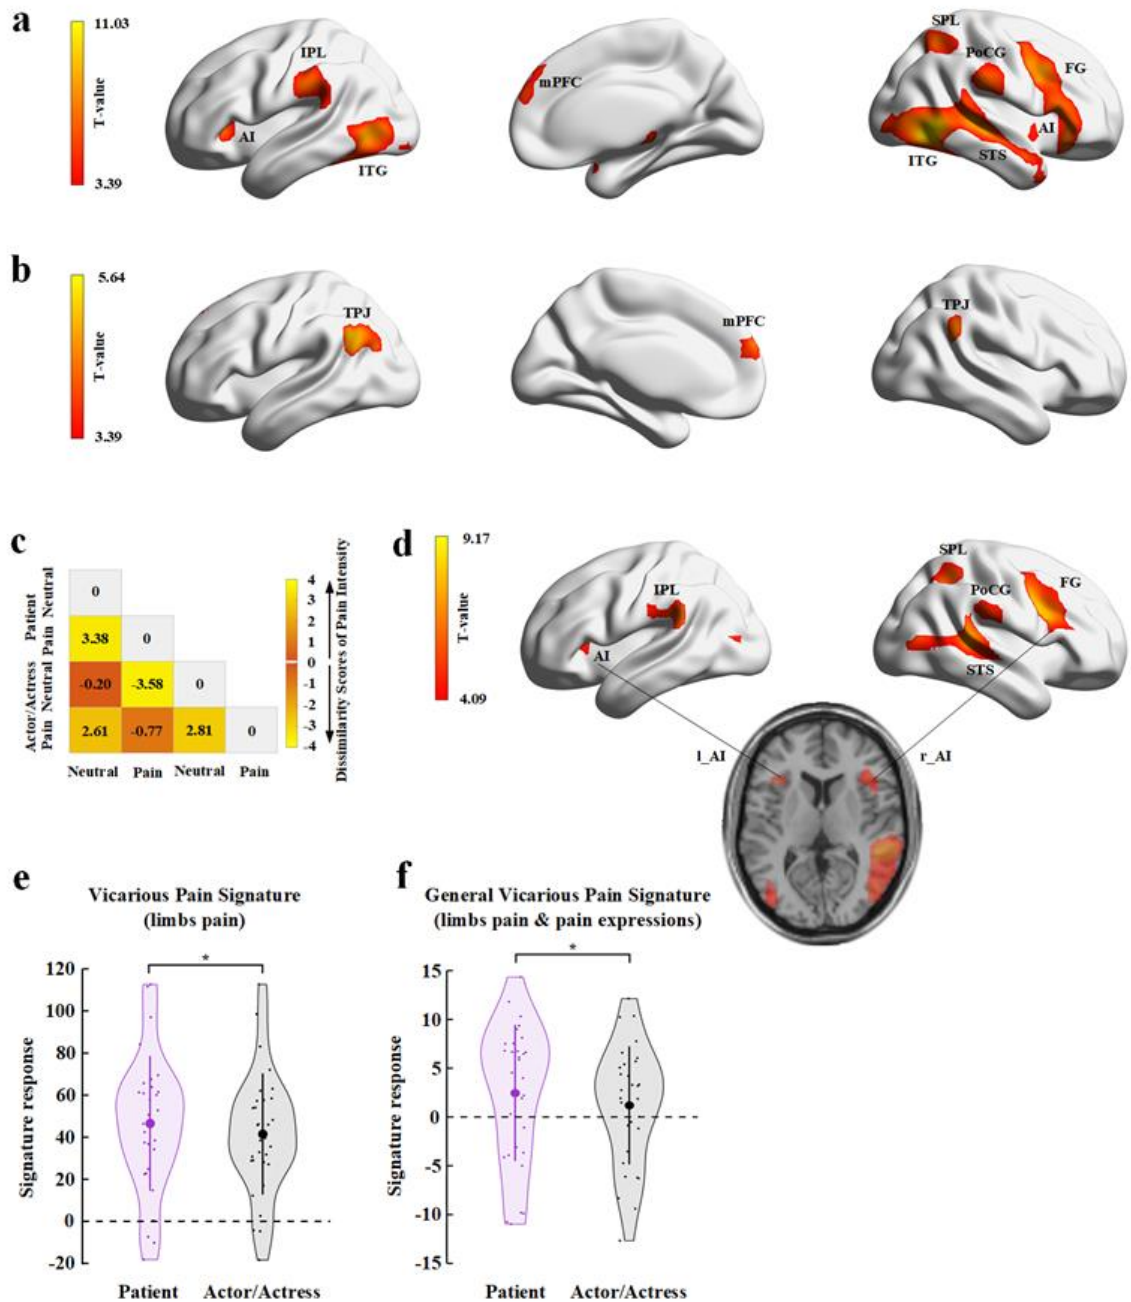 a
11.03
T-value
3.39
IPL
AI
ITG
mPFC
SPL
PoCG
FG
AI
ITG
STS
b
5.64
T-value
3.39
TPJ
mPFC
TPJ
c
Patient
Neutral
Pain
Actor/Actress
Neutral
Pain
0
3.38
0
-0.20
-3.58
0
2.61
-0.77
2.81
0
Neutral
Pain
Neutral
Pain
4
3
2
1
0
-1
-2
-3
-4
Dissimilarity Scores of Pain Intensity
d
9.17
T-value
4.09
IPL
AI
SPL
PoCG
FG
STS
l_AI
r_AI
e
Vicarious Pain Signature
(limbs pain)
*
120
100
80
60
40
20
0
-20
Signature response
Patient
Actor/Actress
f
General Vicarious Pain Signature
(limbs pain & pain expressions)
*
15
10
5
0
-5
-10
-15
Signature response
Patient
Actor/Actress